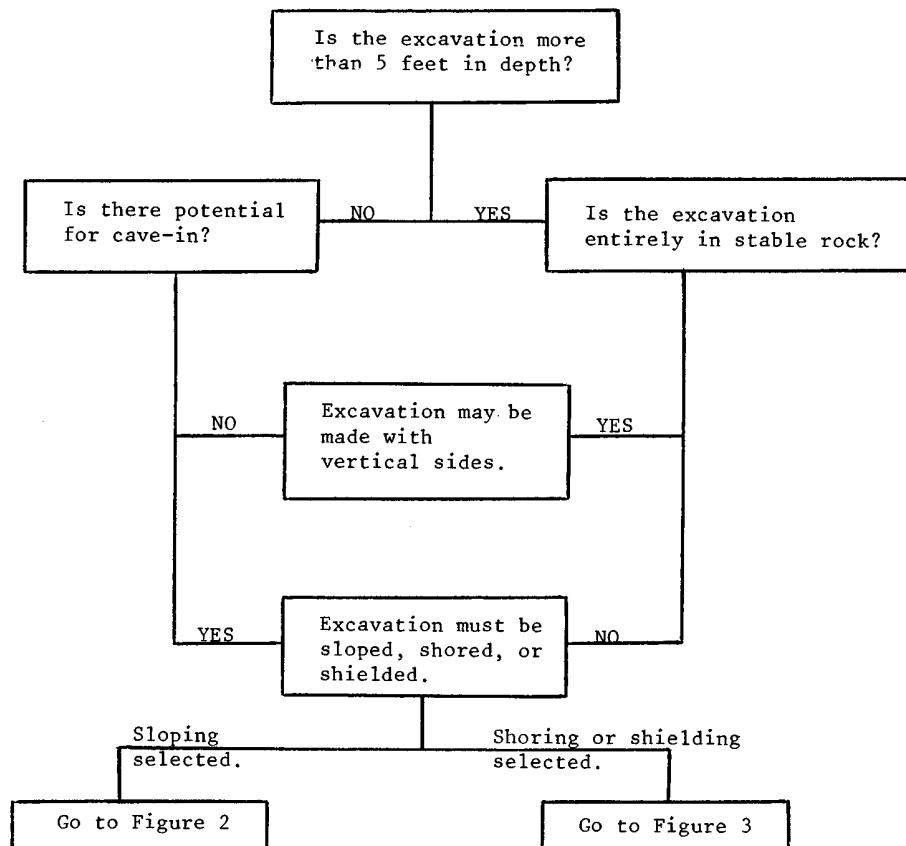 Is the excavation more
than 5 feet in depth?
Is there potential
for cave-in?
NO
YES
Is the excavation
entirely in stable rock?
NO
Excavation may be
made with
vertical sides.
YES
YES
Excavation must be
sloped, shored, or
shielded.
NO
Sloping
selected.
Shoring or shielding
selected.
Go to Figure 2
Go to Figure 3